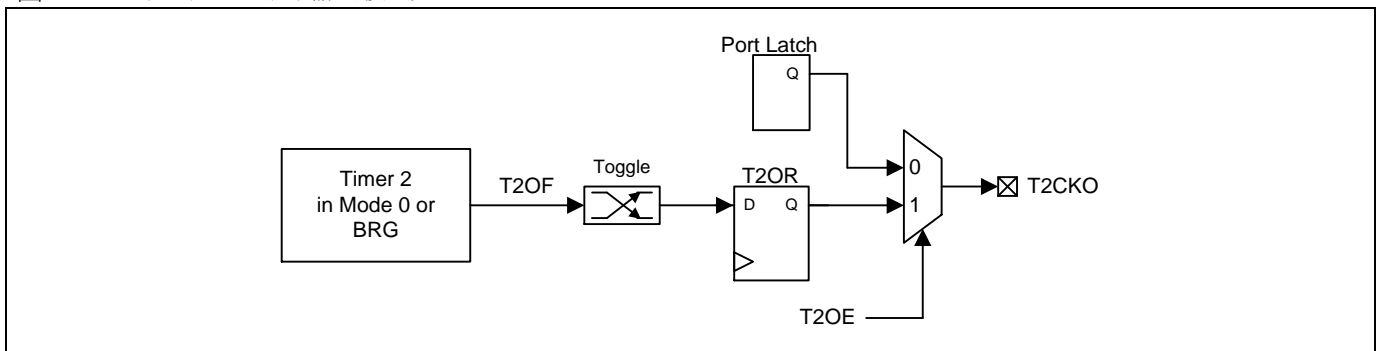 Port Latch
Q
Timer 2
in Mode 0 or
BRG
T2OF
Toggle
T2OR
D Q
0
1
T2CKO
T2OE